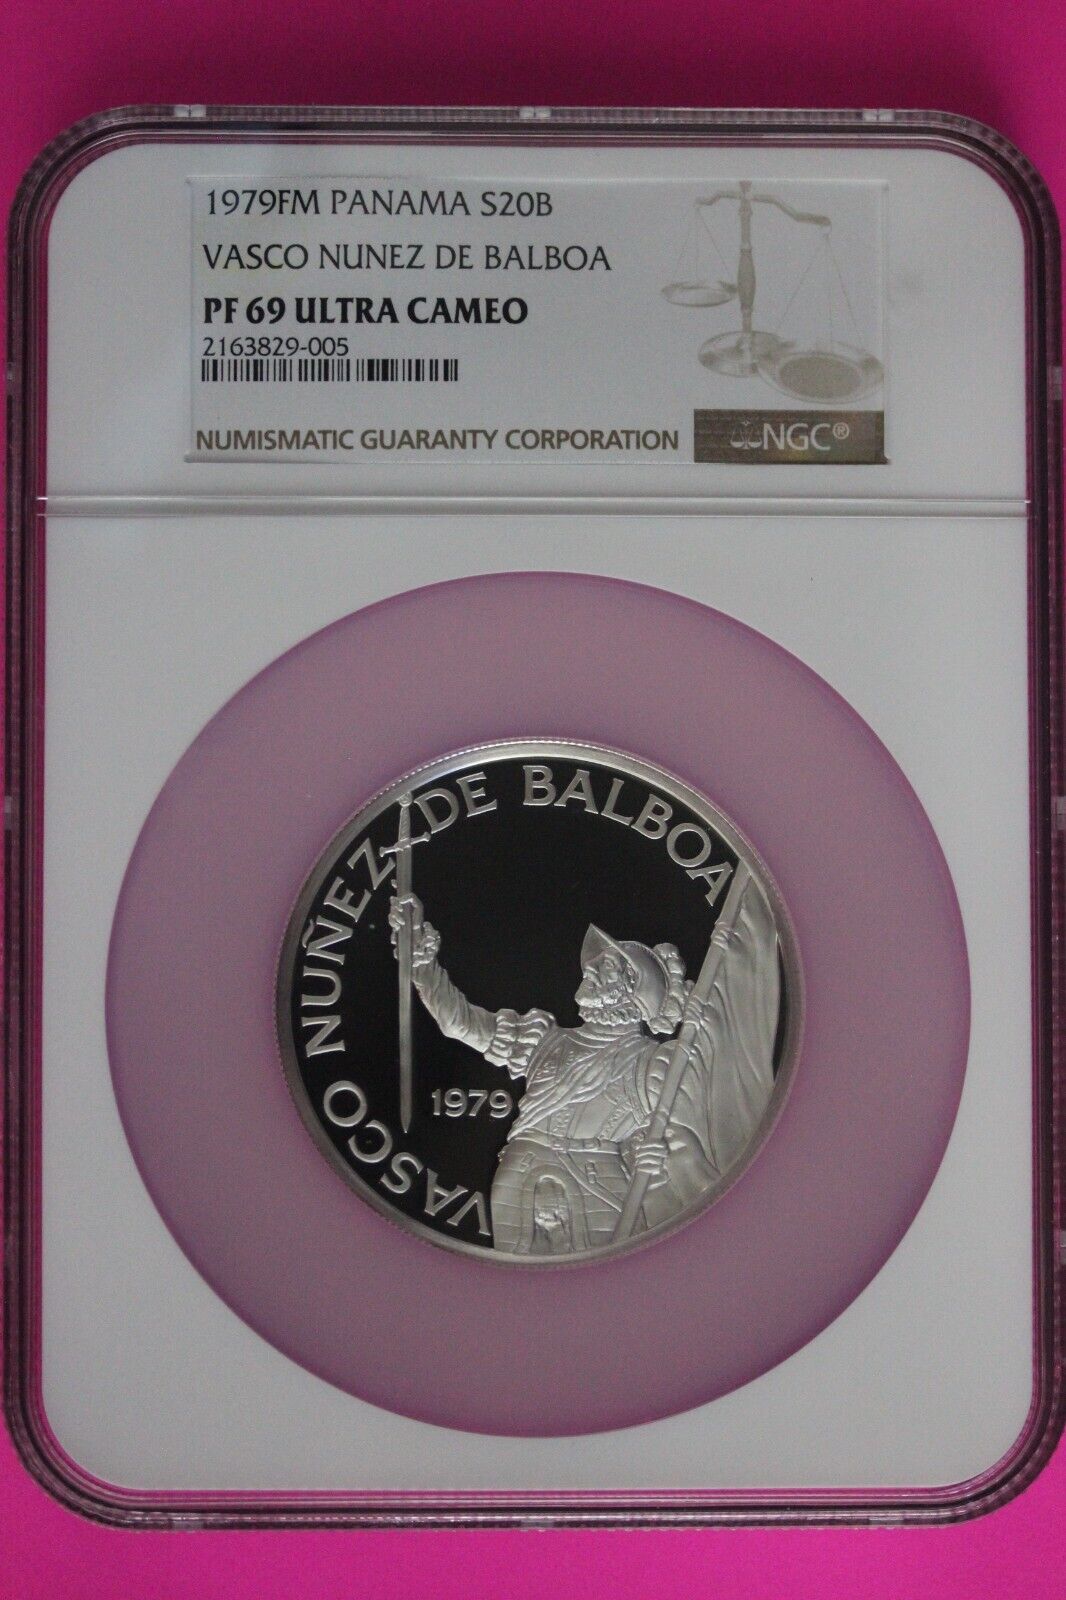 1979FM PANAMA S20B
VASCO NUNEZ DE BALBOA
PF 69 ULTRA CAMEO
2163829-005
NUMISMATIC GUARANTY CORPORATION
NGC®
VASCO NUÑEZ DE BALBOA
1979